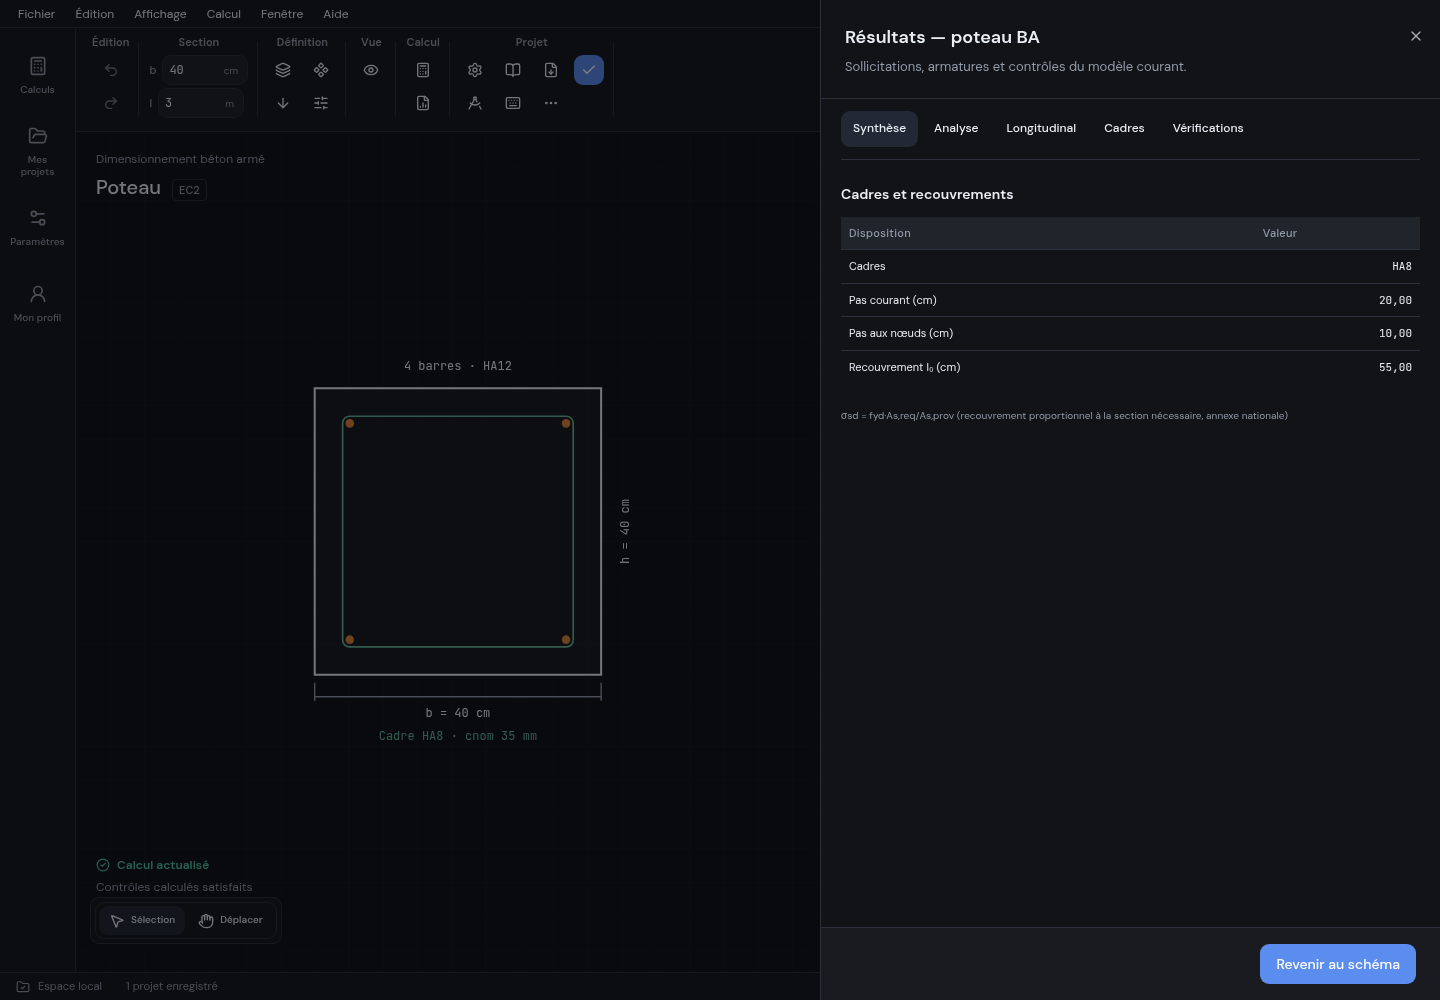 Fichier Édition Affichage Calcul Fenêtre Aide
Édition Section Définition Vue Calcul Projet
b 40 cm
l 3 m
Calculs
Mes projets
Paramètres
Mon profil
Dimensionnement béton armé
Poteau EC2
4 barres · HA12
h = 40 cm
b = 40 cm
Cadre HA8 · cnom 35 mm
Calcul actualisé
Contrôles calculés satisfaits
Sélection Déplacer
Espace local 1 projet enregistré
Résultats — poteau BA
Sollicitations, armatures et contrôles du modèle courant.
Synthèse Analyse Longitudinal Cadres Vérifications
Cadres et recouvrements
Disposition Valeur
Cadres HA8
Pas courant (cm) 20,00
Pas aux nœuds (cm) 10,00
Recouvrement l₀ (cm) 55,00
σsd = fyd·As,req/As,prov (recouvrement proportionnel à la section nécessaire, annexe nationale)
Revenir au schéma